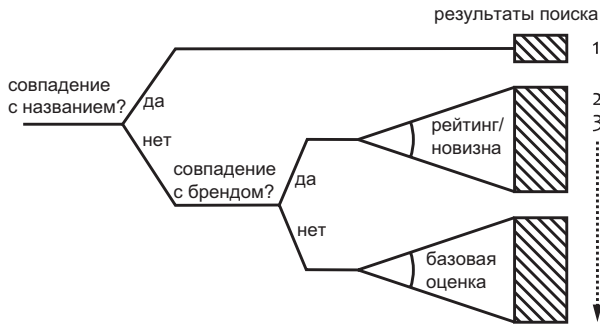 результаты поиска
1
совпадение
с названием?
да
нет
2
3
рейтинг/
новизна
совпадение
с брендом?
да
нет
базовая
оценка